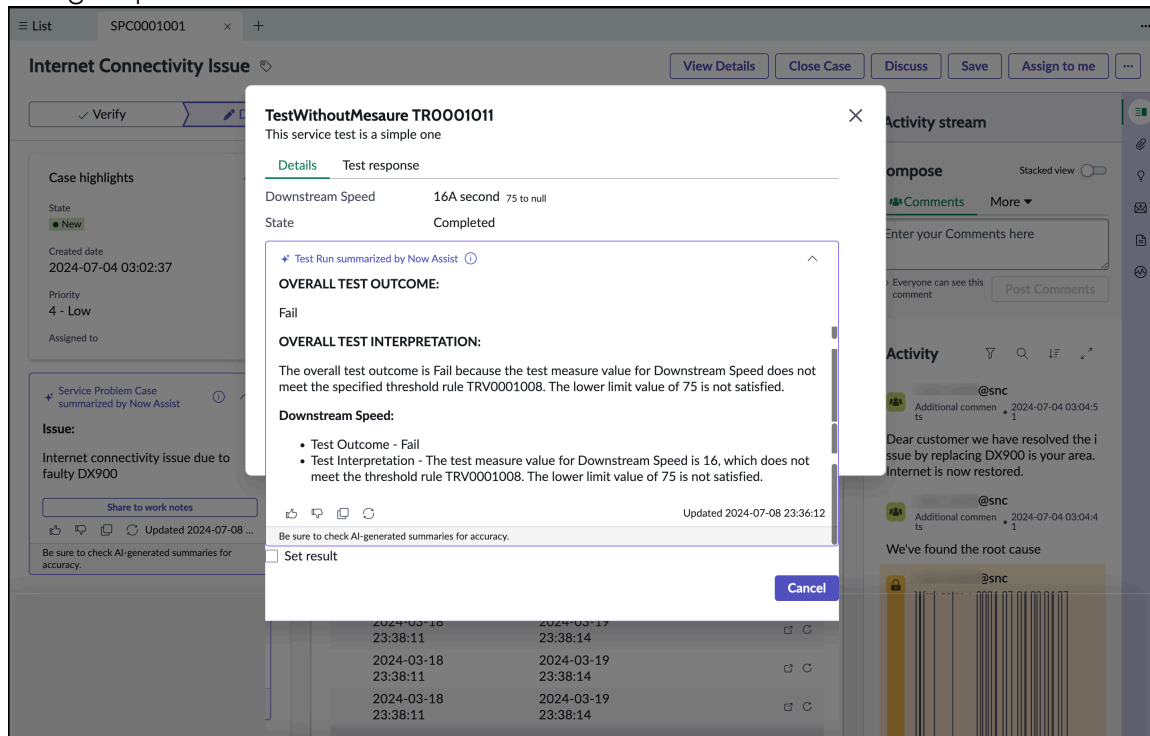 List
SPC0001001
Internet Connectivity Issue
View Details
Close Case
Discuss
Save
Assign to me
Verify
Case highlights
State
New
Created date
2024-07-04 03:02:37
Priority
4 - Low
Assigned to
Service Problem Case
summarized by Now Assist
Issue:
Internet connectivity issue due to
faulty DX900
Share to work notes
Updated 2024-07-08 ...
Be sure to check AI-generated summaries for
accuracy.
TestWithoutMesaure TR0001011
This service test is a simple one
Details
Test response
Downstream Speed
16A second 75 to null
State
Completed
Test Run summarized by Now Assist
OVERALL TEST OUTCOME:
Fail
OVERALL TEST INTERPRETATION:
The overall test outcome is Fail because the test measure value for Downstream Speed does not
meet the specified threshold rule TRV0001008. The lower limit value of 75 is not satisfied.
Downstream Speed:
• Test Outcome - Fail
• Test Interpretation - The test measure value for Downstream Speed is 16, which does not
meet the threshold rule TRV0001008. The lower limit value of 75 is not satisfied.
Updated 2024-07-08 23:36:12
Be sure to check AI-generated summaries for accuracy.
Set result
Cancel
2024-03-18
23:38:11
2024-03-19
23:38:14
2024-03-18
23:38:11
2024-03-19
23:38:14
2024-03-18
23:38:11
2024-03-19
23:38:14
Activity stream
ompose
Stacked view
Comments
More
Enter your Comments here
Everyone can see this
comment
Post Comments
Activity
@snc
Additional commen
ts
2024-07-04 03:04:5
1
Dear customer we have resolved the i
ssue by replacing DX900 is your area.
Internet is now restored.
@snc
Additional commen
ts
2024-07-04 03:04:4
1
We've found the root cause
@snc